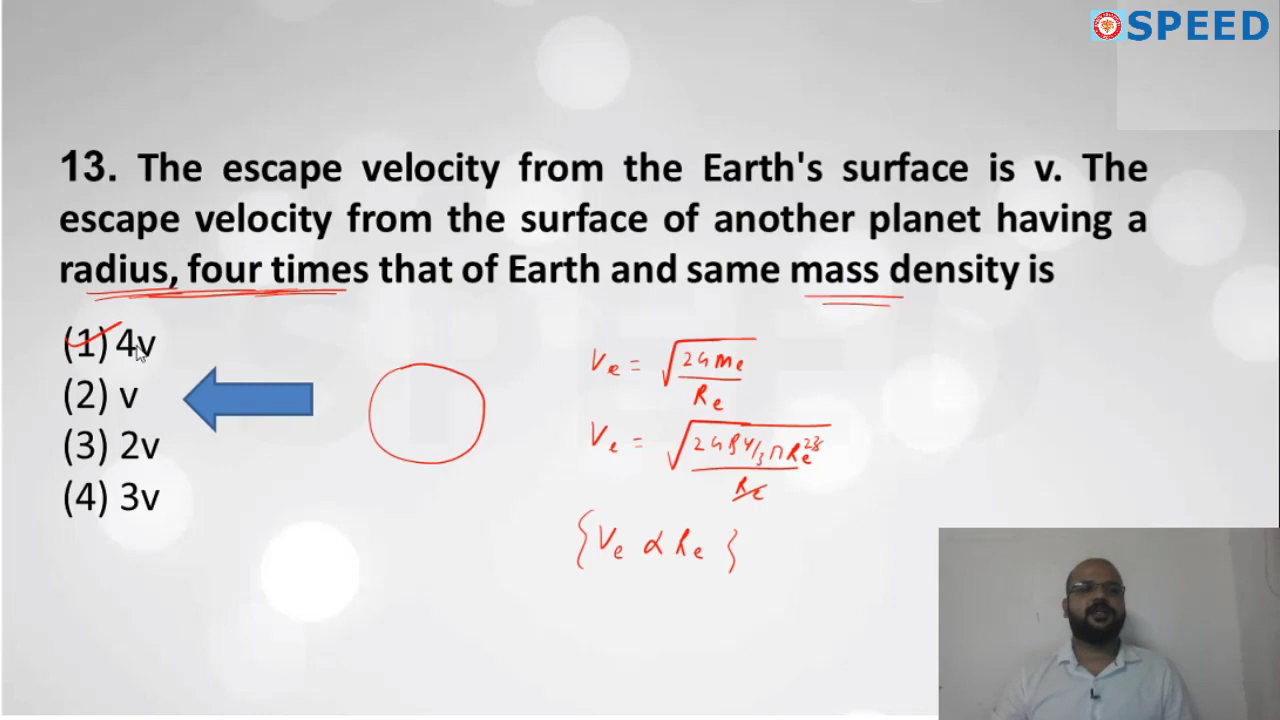 SPEED
13. The escape velocity from the Earth's surface is v. The
escape velocity from the surface of another planet having a
radius, four times that of Earth and same mass density is
(1) 4v
(2) v
(3) 2v
(4) 3v
Ve = √(2GMe/Re)
Ve = √(2Gρ4/3πRe²3/Re)
{Ve ∝ Re}